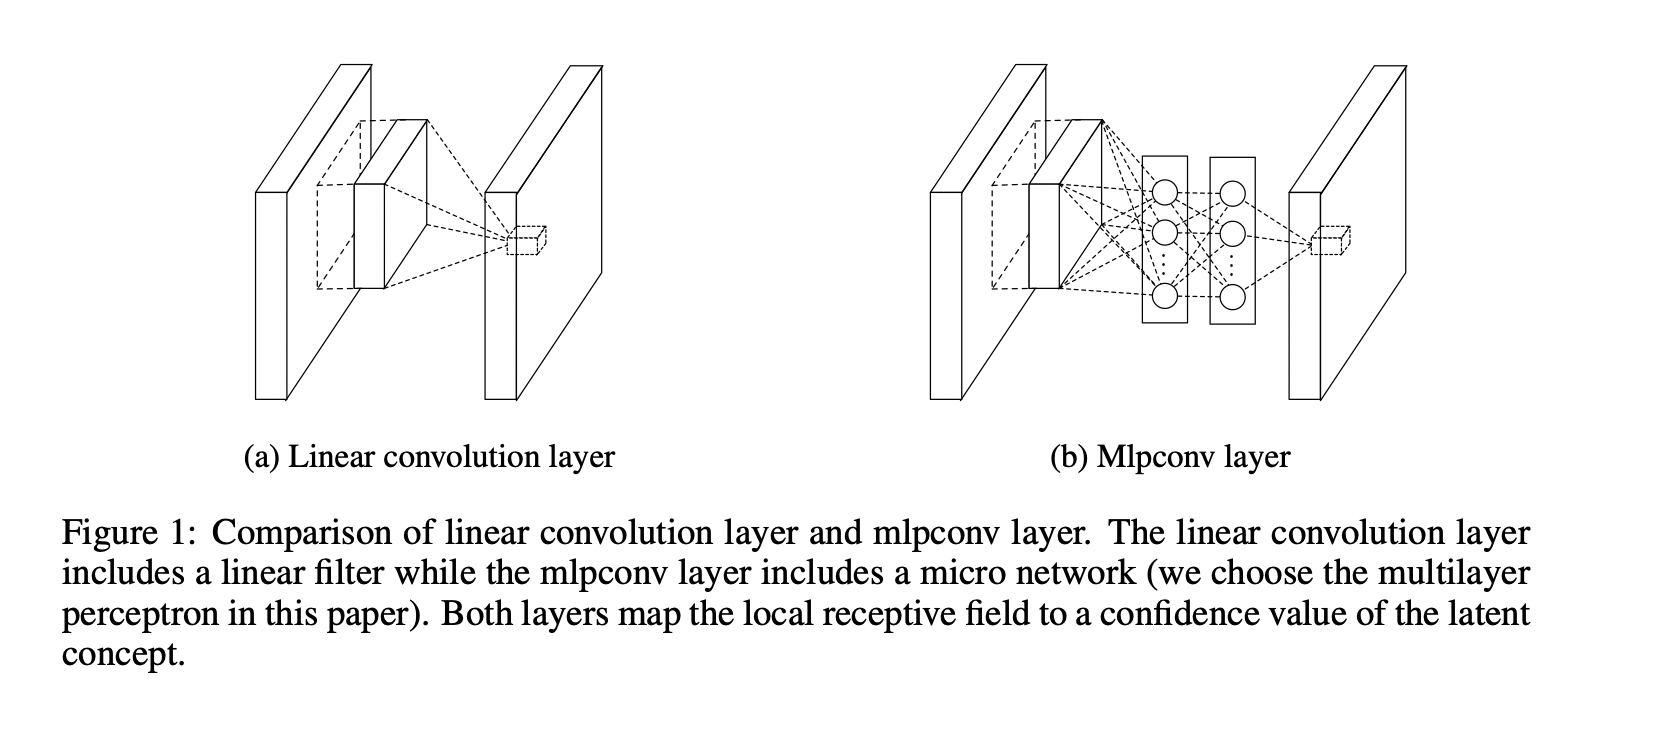 (a) Linear convolution layer
(b) Mlpconv layer
Figure 1: Comparison of linear convolution layer and mlpconv layer. The linear convolution layer
includes a linear filter while the mlpconv layer includes a micro network (we choose the multilayer
perceptron in this paper). Both layers map the local receptive field to a confidence value of the latent
concept.